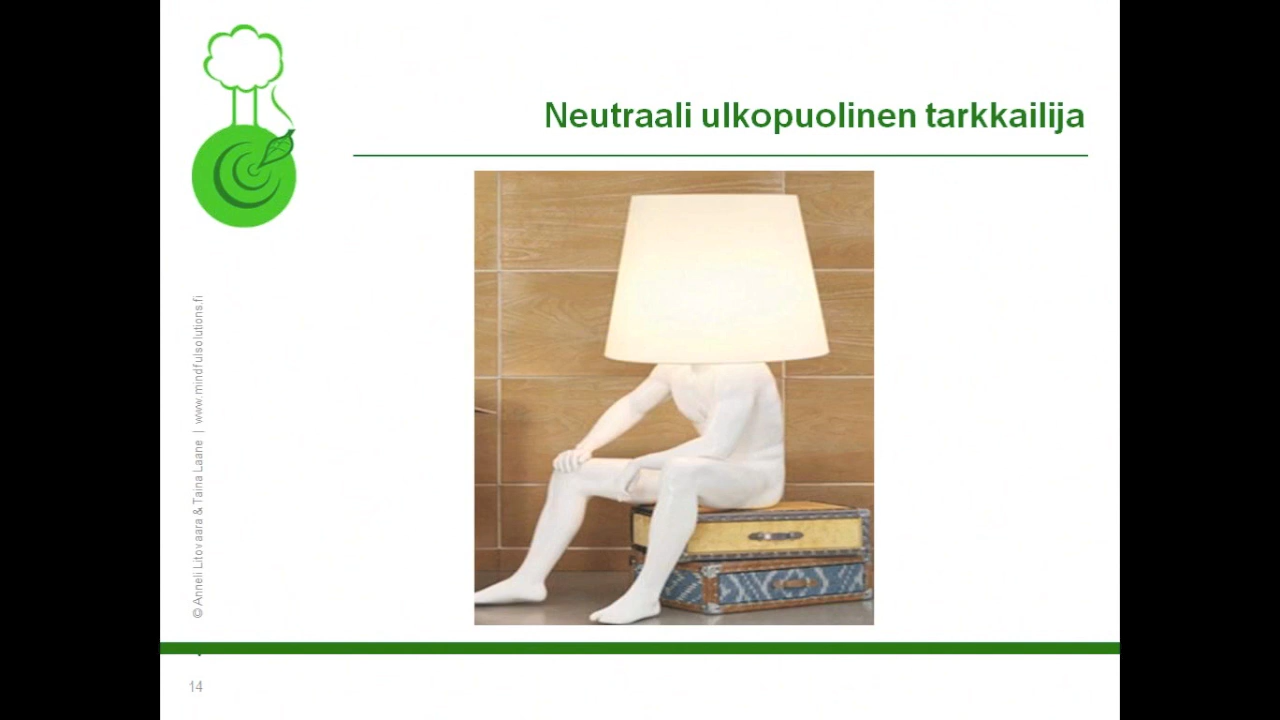 Neutraali ulkopuolinen tarkkailija
© Anneli Litovaara & Taina Laane | www.mindfulsolutions.fi
14